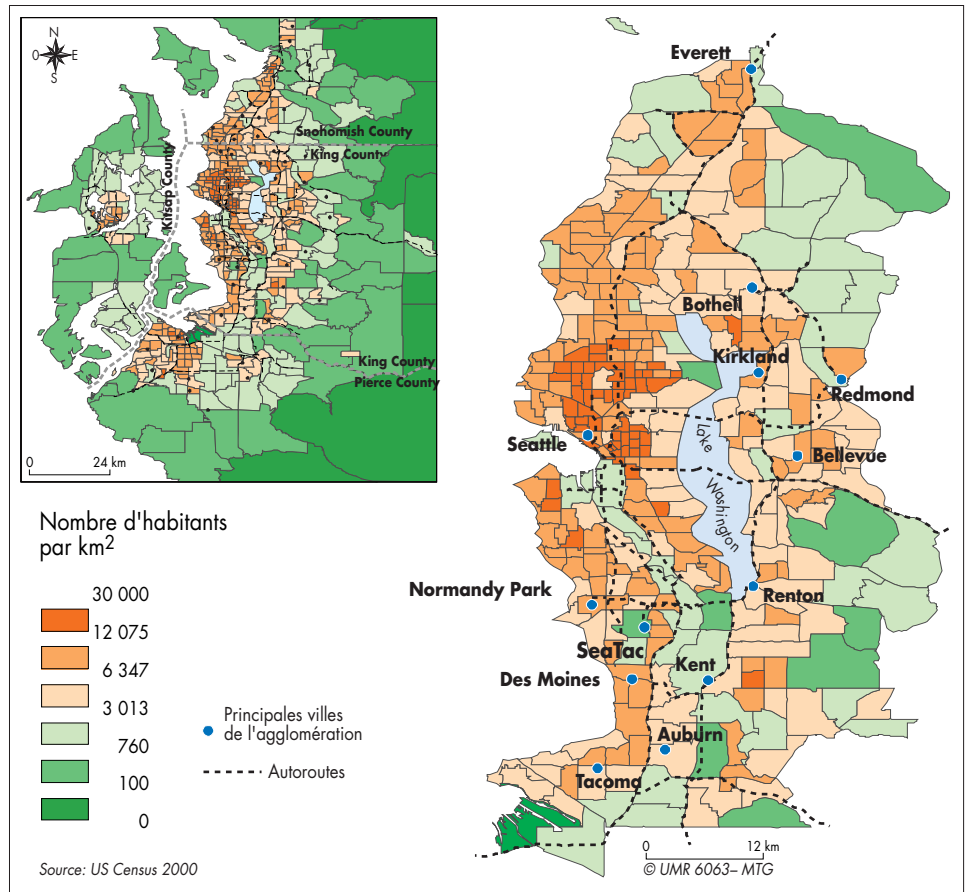 N
O
E
S
Snohomish County
King County
Kitsap County
King County
Pierce County
0
24 km
Everett
Bothell
Kirkland
Redmond
Lake
Seattle
Bellevue
Washington
Normandy Park
Renton
SeaTac
Kent
Des Moines
Auburn
Tacoma
Nombre d'habitants
par km2
30 000
12 075
6 347
3 013
760
100
0
Principales villes
de l'agglomération
Autoroutes
0
12 km
Source: US Census 2000
© UMR 6063– MTG